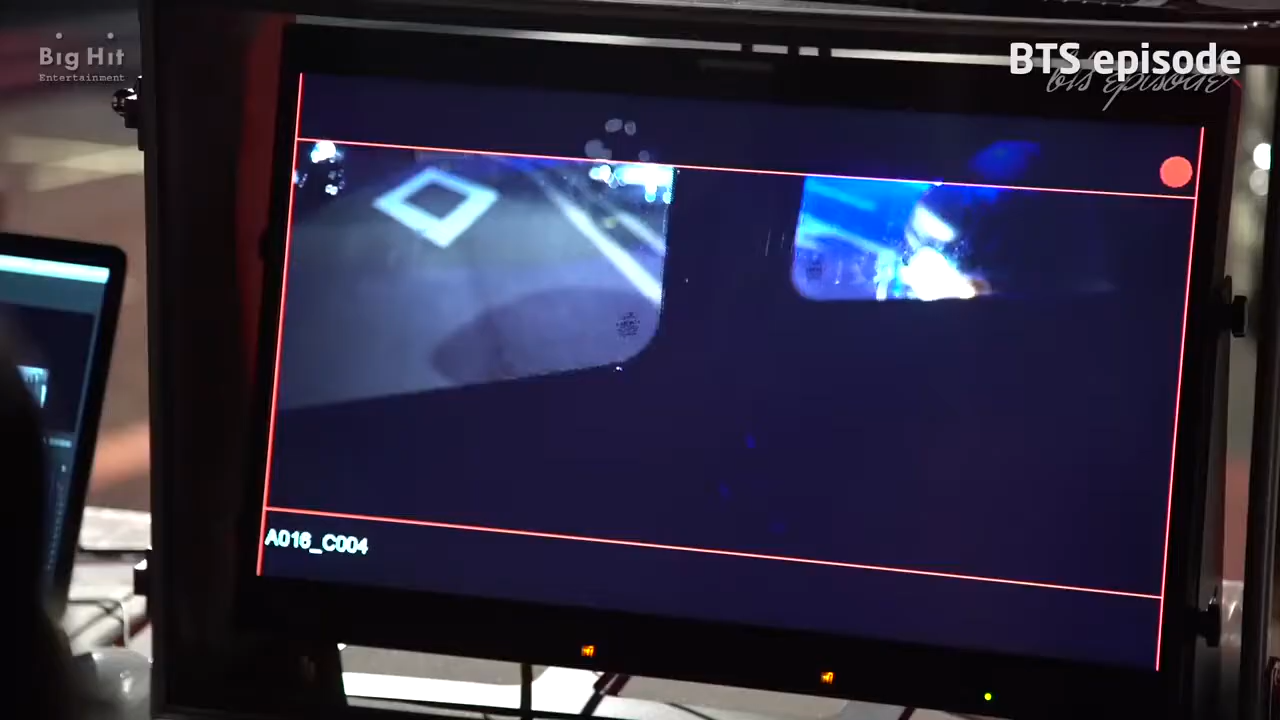 Big Hit
Entertainment
BTS episode
bts episode
A016_C004